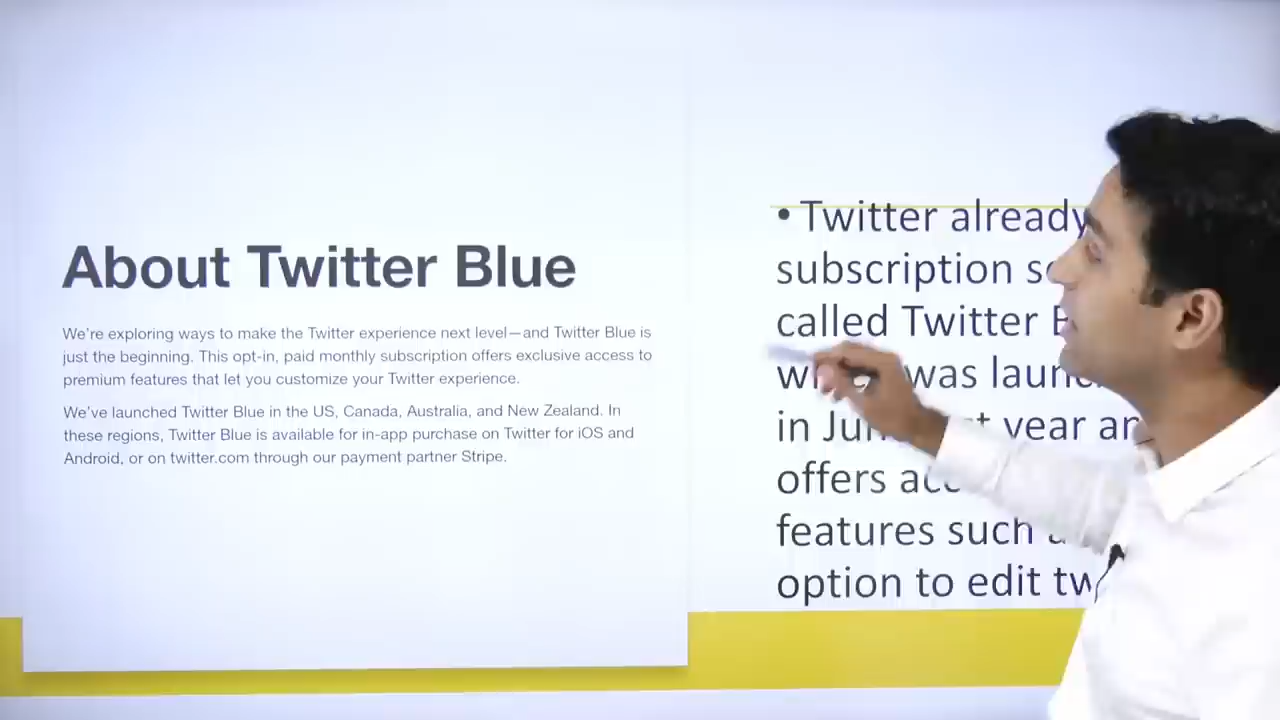 About Twitter Blue
We're exploring ways to make the Twitter experience next level—and Twitter Blue is
just the beginning. This opt-in, paid monthly subscription offers exclusive access to
premium features that let you customize your Twitter experience.
We've launched Twitter Blue in the US, Canada, Australia, and New Zealand. In
these regions, Twitter Blue is available for in-app purchase on Twitter for iOS and
Android, or on twitter.com through our payment partner Stripe.
• Twitter already
subscription
called Twitter
was
in year
offers
features such
option to edit